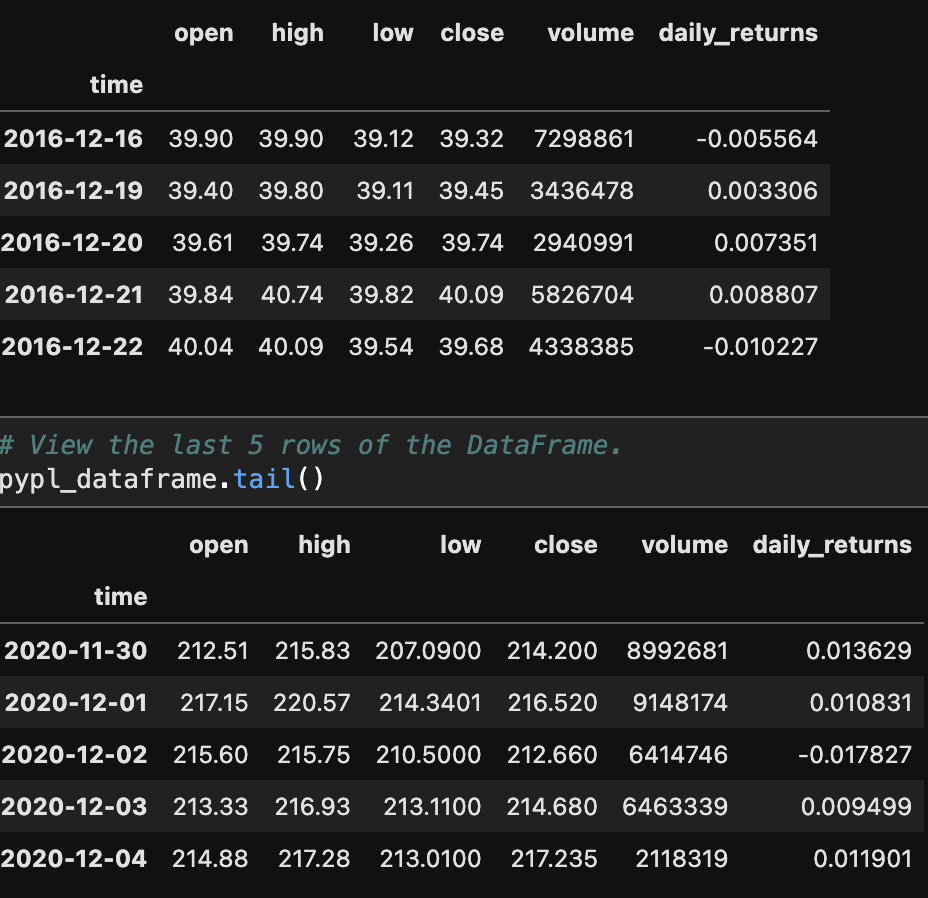 open high low close volume daily_returns
time
2016-12-16 39.90 39.90 39.12 39.32 7298861 -0.005564
2016-12-19 39.40 39.80 39.11 39.45 3436478 0.003306
2016-12-20 39.61 39.74 39.26 39.74 2940991 0.007351
2016-12-21 39.84 40.74 39.82 40.09 5826704 0.008807
2016-12-22 40.04 40.09 39.54 39.68 4338385 -0.010227
# View the last 5 rows of the DataFrame.
pypl_dataframe.tail()
open high low close volume daily_returns
time
2020-11-30 212.51 215.83 207.0900 214.200 8992681 0.013629
2020-12-01 217.15 220.57 214.3401 216.520 9148174 0.010831
2020-12-02 215.60 215.75 210.5000 212.660 6414746 -0.017827
2020-12-03 213.33 216.93 213.1100 214.680 6463339 0.009499
2020-12-04 214.88 217.28 213.0100 217.235 2118319 0.011901